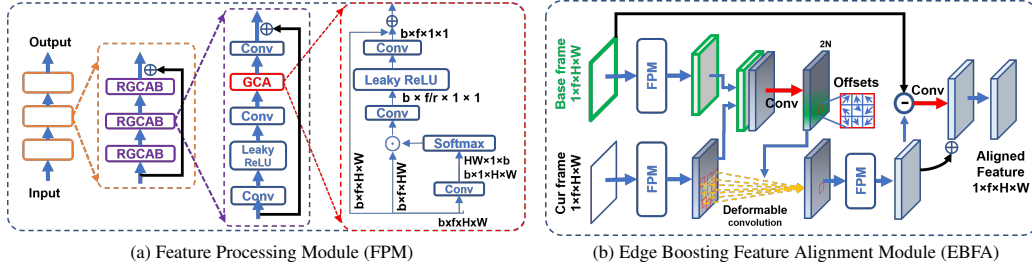 Output
Input
RGCAB
RGCAB
RGCAB
Conv
GCA
Conv
Leaky
ReLU
Conv
b×f×1×1
Conv
Leaky ReLU
b × f/r × 1 × 1
Conv
Softmax
HW×1×b
b×1×H×W
Conv
b×f×H×W
b×f×HW
bxfxHxW
(a) Feature Processing Module (FPM)
Base frame
1×f×H×W
FPM
Conv
2N
Offsets
Conv
Cur frame
1×f×H×W
FPM
Deformable
convolution
FPM
Aligned
Feature
1×f×H×W
(b) Edge Boosting Feature Alignment Module (EBFA)